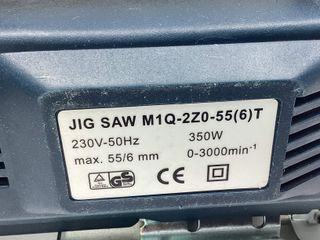 JIG SAW M1Q-2Z0-55(6)T
230V-50Hz 350W
max. 55/6 mm 0-3000min⁻¹
GS CE